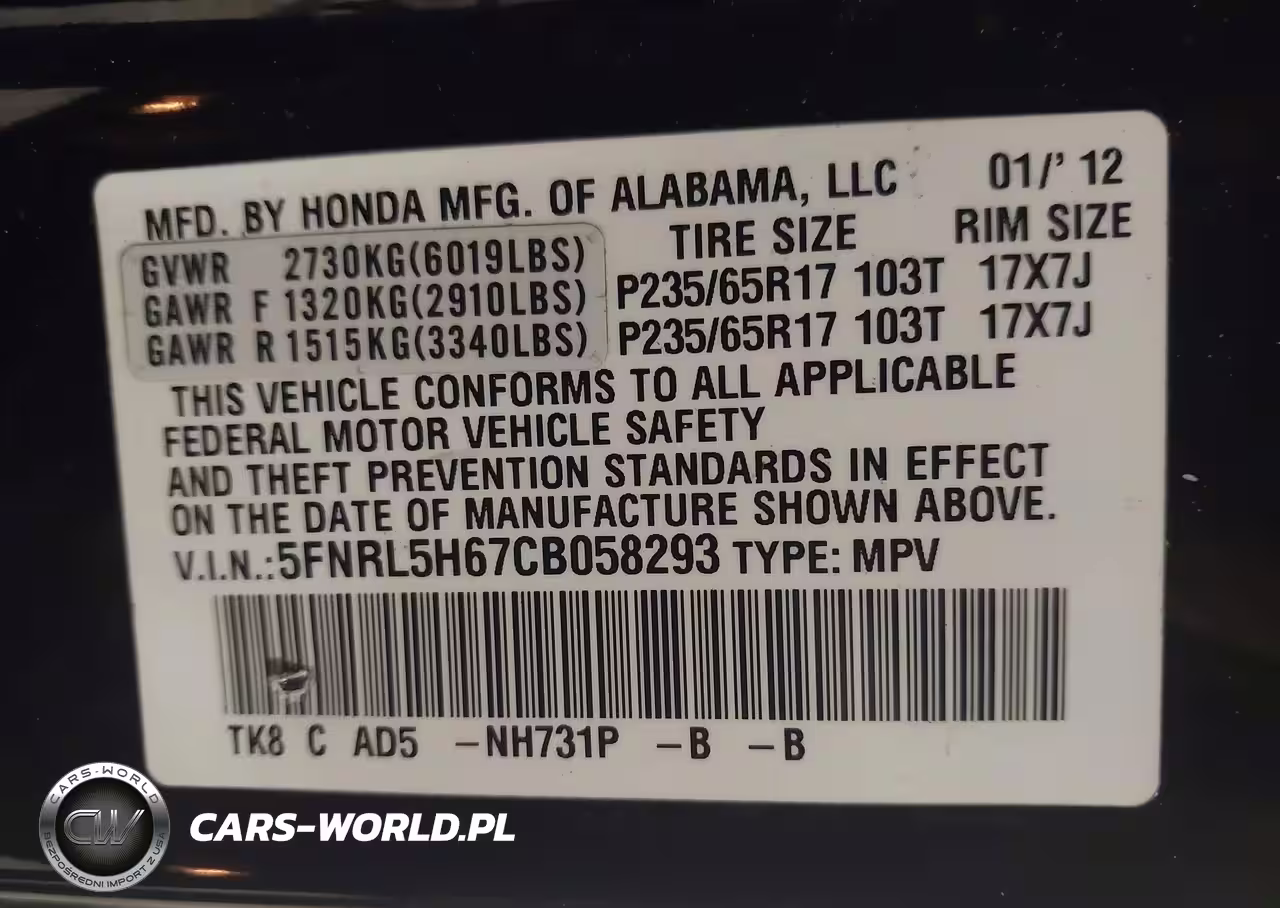 MFD. BY HONDA MFG. OF ALABAMA, LLC 01/' 12
GVWR 2730KG(6019LBS) TIRE SIZE RIM SIZE
GAWR F 1320KG(2910LBS) P235/65R17 103T 17X7J
GAWR R 1515KG(3340LBS) P235/65R17 103T 17X7J
THIS VEHICLE CONFORMS TO ALL APPLICABLE
FEDERAL MOTOR VEHICLE SAFETY
AND THEFT PREVENTION STANDARDS IN EFFECT
ON THE DATE OF MANUFACTURE SHOWN ABOVE.
V.I.N.:5FNRL5H67CB058293 TYPE: MPV
TK8 C AD5 –NH731P –B –B
CARS-WORLD
CW
BEZPOŚREDNI IMPORT Z USA
CARS-WORLD.PL